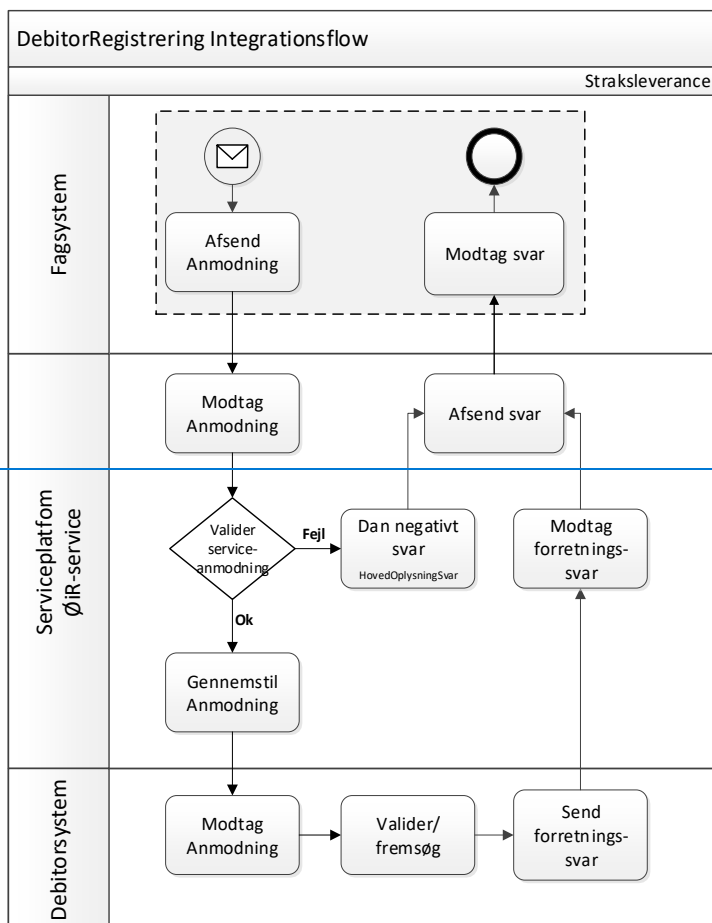 DebitorRegistrering Integrationsflow
Straksleverance
Fagsystem
Afsend
Anmodning
Modtag svar
Serviceplatfom
ØiR-service
Modtag
Anmodning
Afsend svar
Valider
service-
anmodning
Fejl
Dan negativt
svar
HovedOplysningSvar
Modtag
forretnings-
svar
Ok
Gennemstil
Anmodning
Debitorsystem
Modtag
Anmodning
Valider/
fremsøg
Send
forretnings-
svar